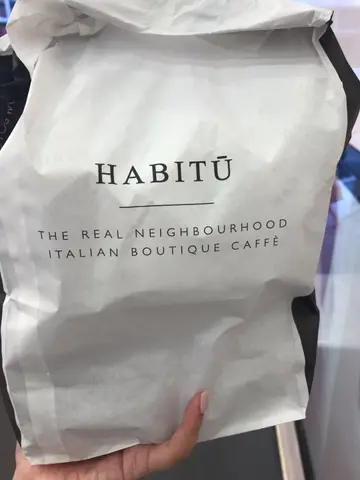 HABITŪ
THE REAL NEIGHBOURHOOD
ITALIAN BOUTIQUE CAFFÈ